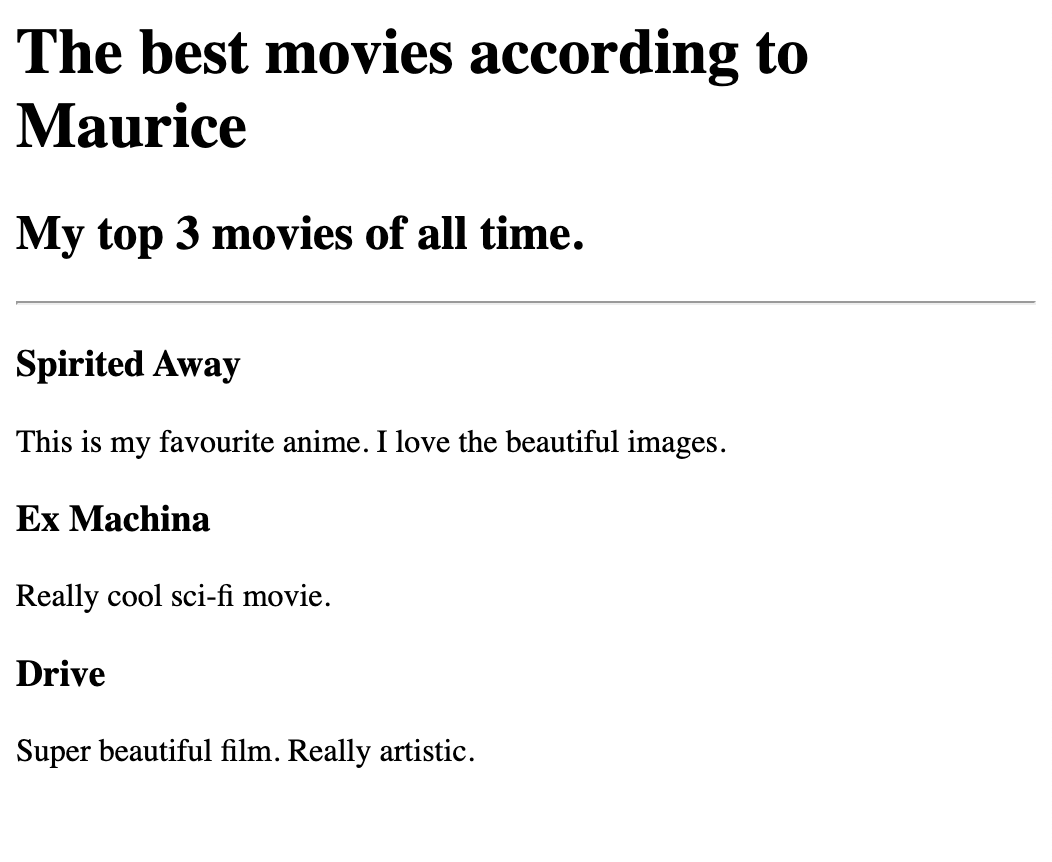 The best movies according to
Maurice
My top 3 movies of all time.
Spirited Away
This is my favourite anime. I love the beautiful images.
Ex Machina
Really cool sci-fi movie.
Drive
Super beautiful film. Really artistic.